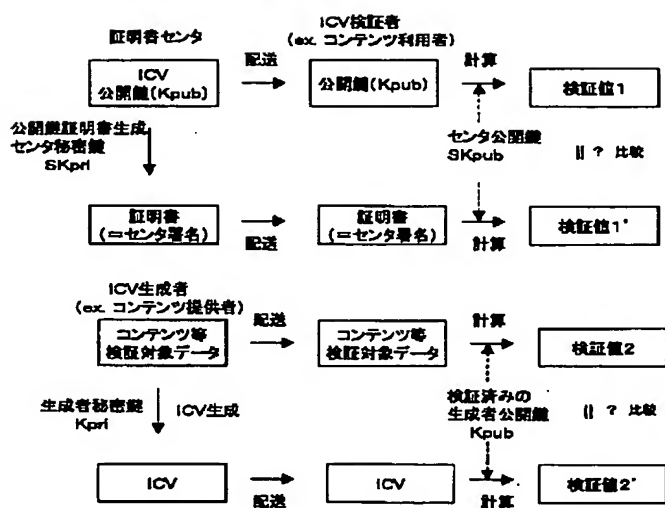 証明者センタ
ICV検証者
(ex. コンテンツ利用者)
ICV
公開鍵(Kpub)
配送
公開鍵(Kpub)
計算
検証値1
公開鍵証明書生成
センタ秘密鍵
SKpri
センタ公開鍵
SKpub
|| ? 比較
証明書
(=センタ署名)
配送
証明書
(=センタ署名)
計算
検証値1'
ICV生成者
(ex. コンテンツ提供者)
コンテンツ等
検証対象データ
配送
コンテンツ等
検証対象データ
計算
検証値2
生成者秘密鍵
Kpri
ICV生成
検証済みの
生成者公開鍵
Kpub
|| ? 比較
ICV
配送
ICV
計算
検証値2'